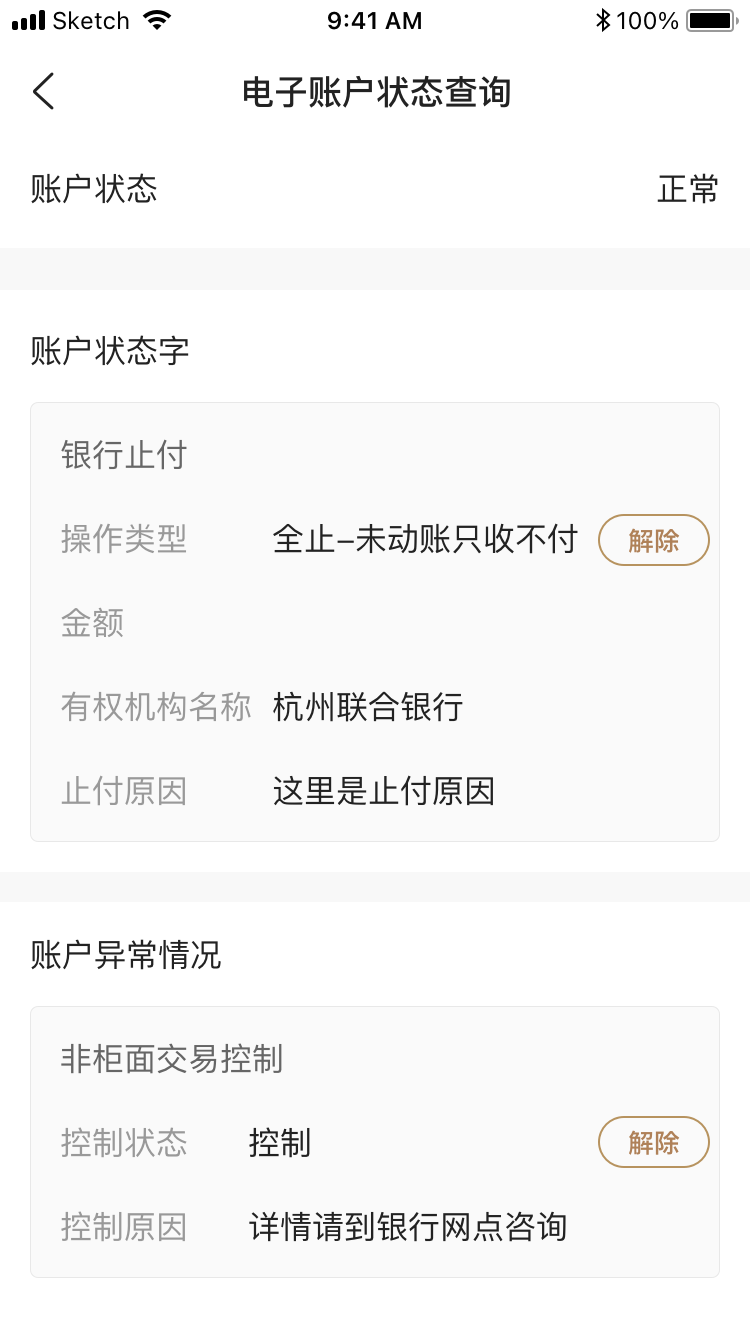 Sketch 9:41 AM 100%
电子账户状态查询
账户状态 正常
账户状态字
银行止付
操作类型 全止–未动账只收不付 解除
金额
有权机构名称 杭州联合银行
止付原因 这里是止付原因
账户异常情况
非柜面交易控制
控制状态 控制 解除
控制原因 详情请到银行网点咨询